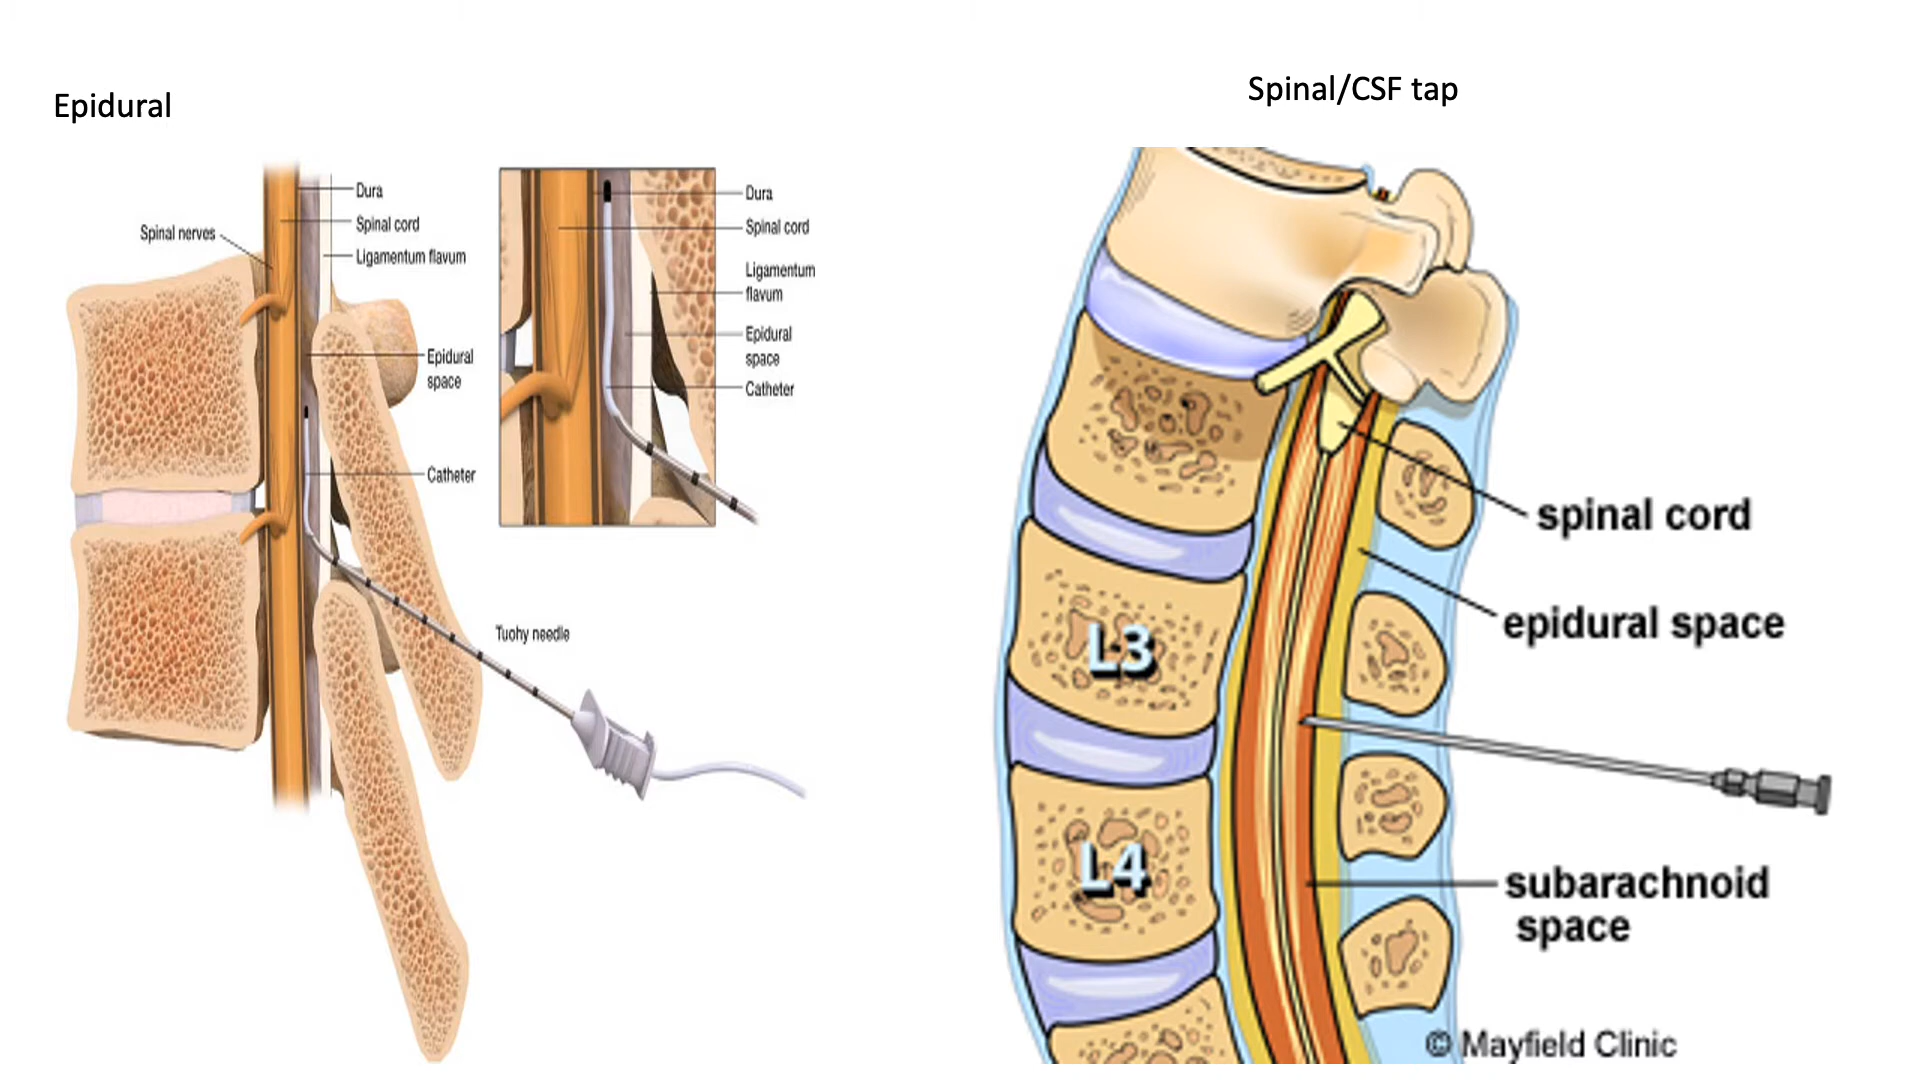 Epidural
Spinal/CSF tap
Dura
Spinal cord
Spinal nerves
Ligamentum flavum
Epidural
space
Catheter
Tuohy needle
Dura
Spinal cord
Ligamentum
flavum
Epidural
space
Catheter
L3
L4
spinal cord
epidural space
subarachnoid
space
© Mayfield Clinic